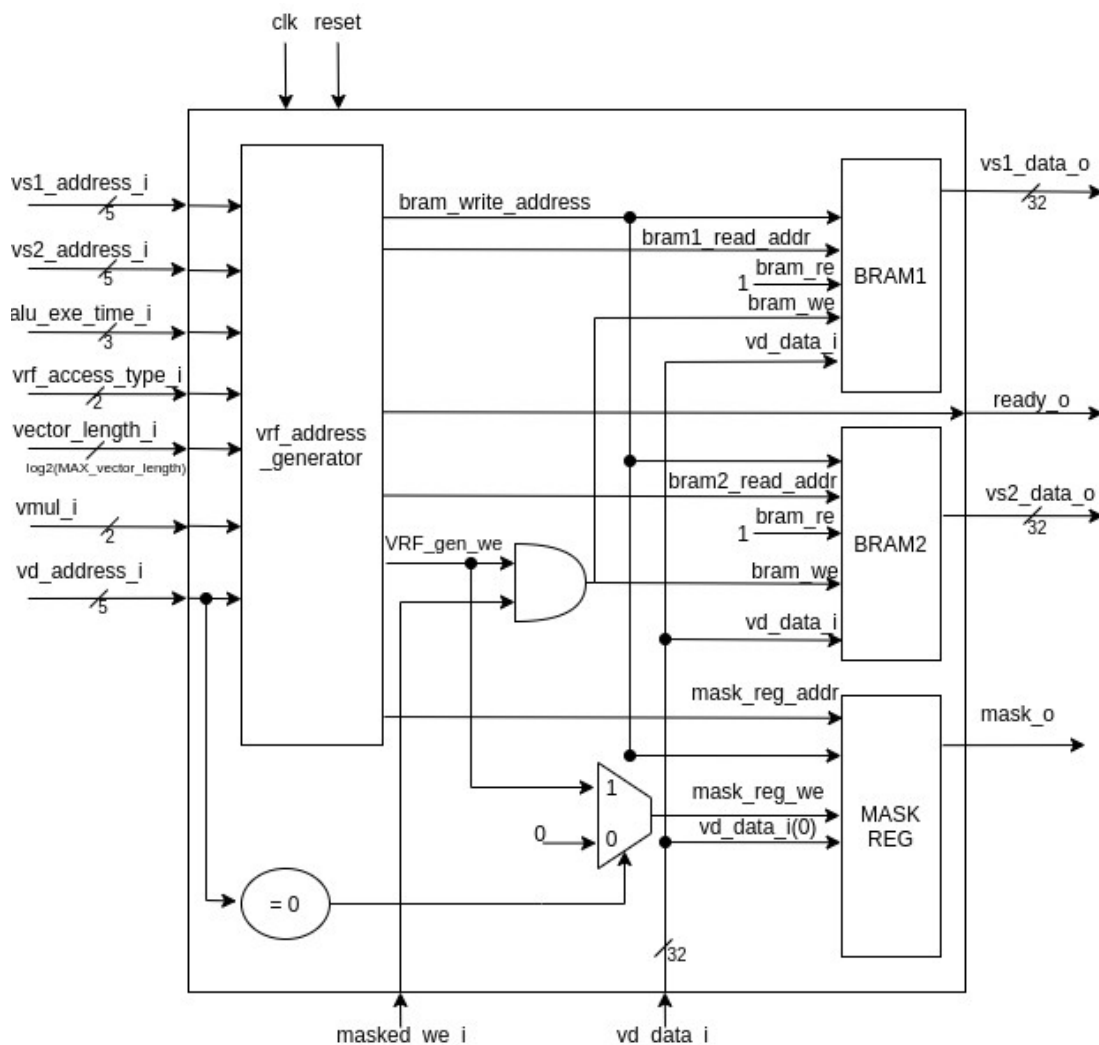 clk reset
vs1_address_i
5
vs2_address_i
5
alu_exe_time_i
3
vrf_access_type_i
2
vector_length_i
log2(MAX_vector_length)
vmul_i
2
vd_address_i
5
vrf_address
_generator
bram_write_address
bram1_read_addr
bram_re
1
bram_we
vd_data_i
BRAM1
vs1_data_o
32
ready_o
bram2_read_addr
bram_re
1
bram_we
vd_data_i
BRAM2
vs2_data_o
32
VRF_gen_we
mask_reg_addr
mask_reg_we
vd_data_i(0)
MASK
REG
mask_o
1
0
0
= 0
32
masked_we_i
vd_data_i